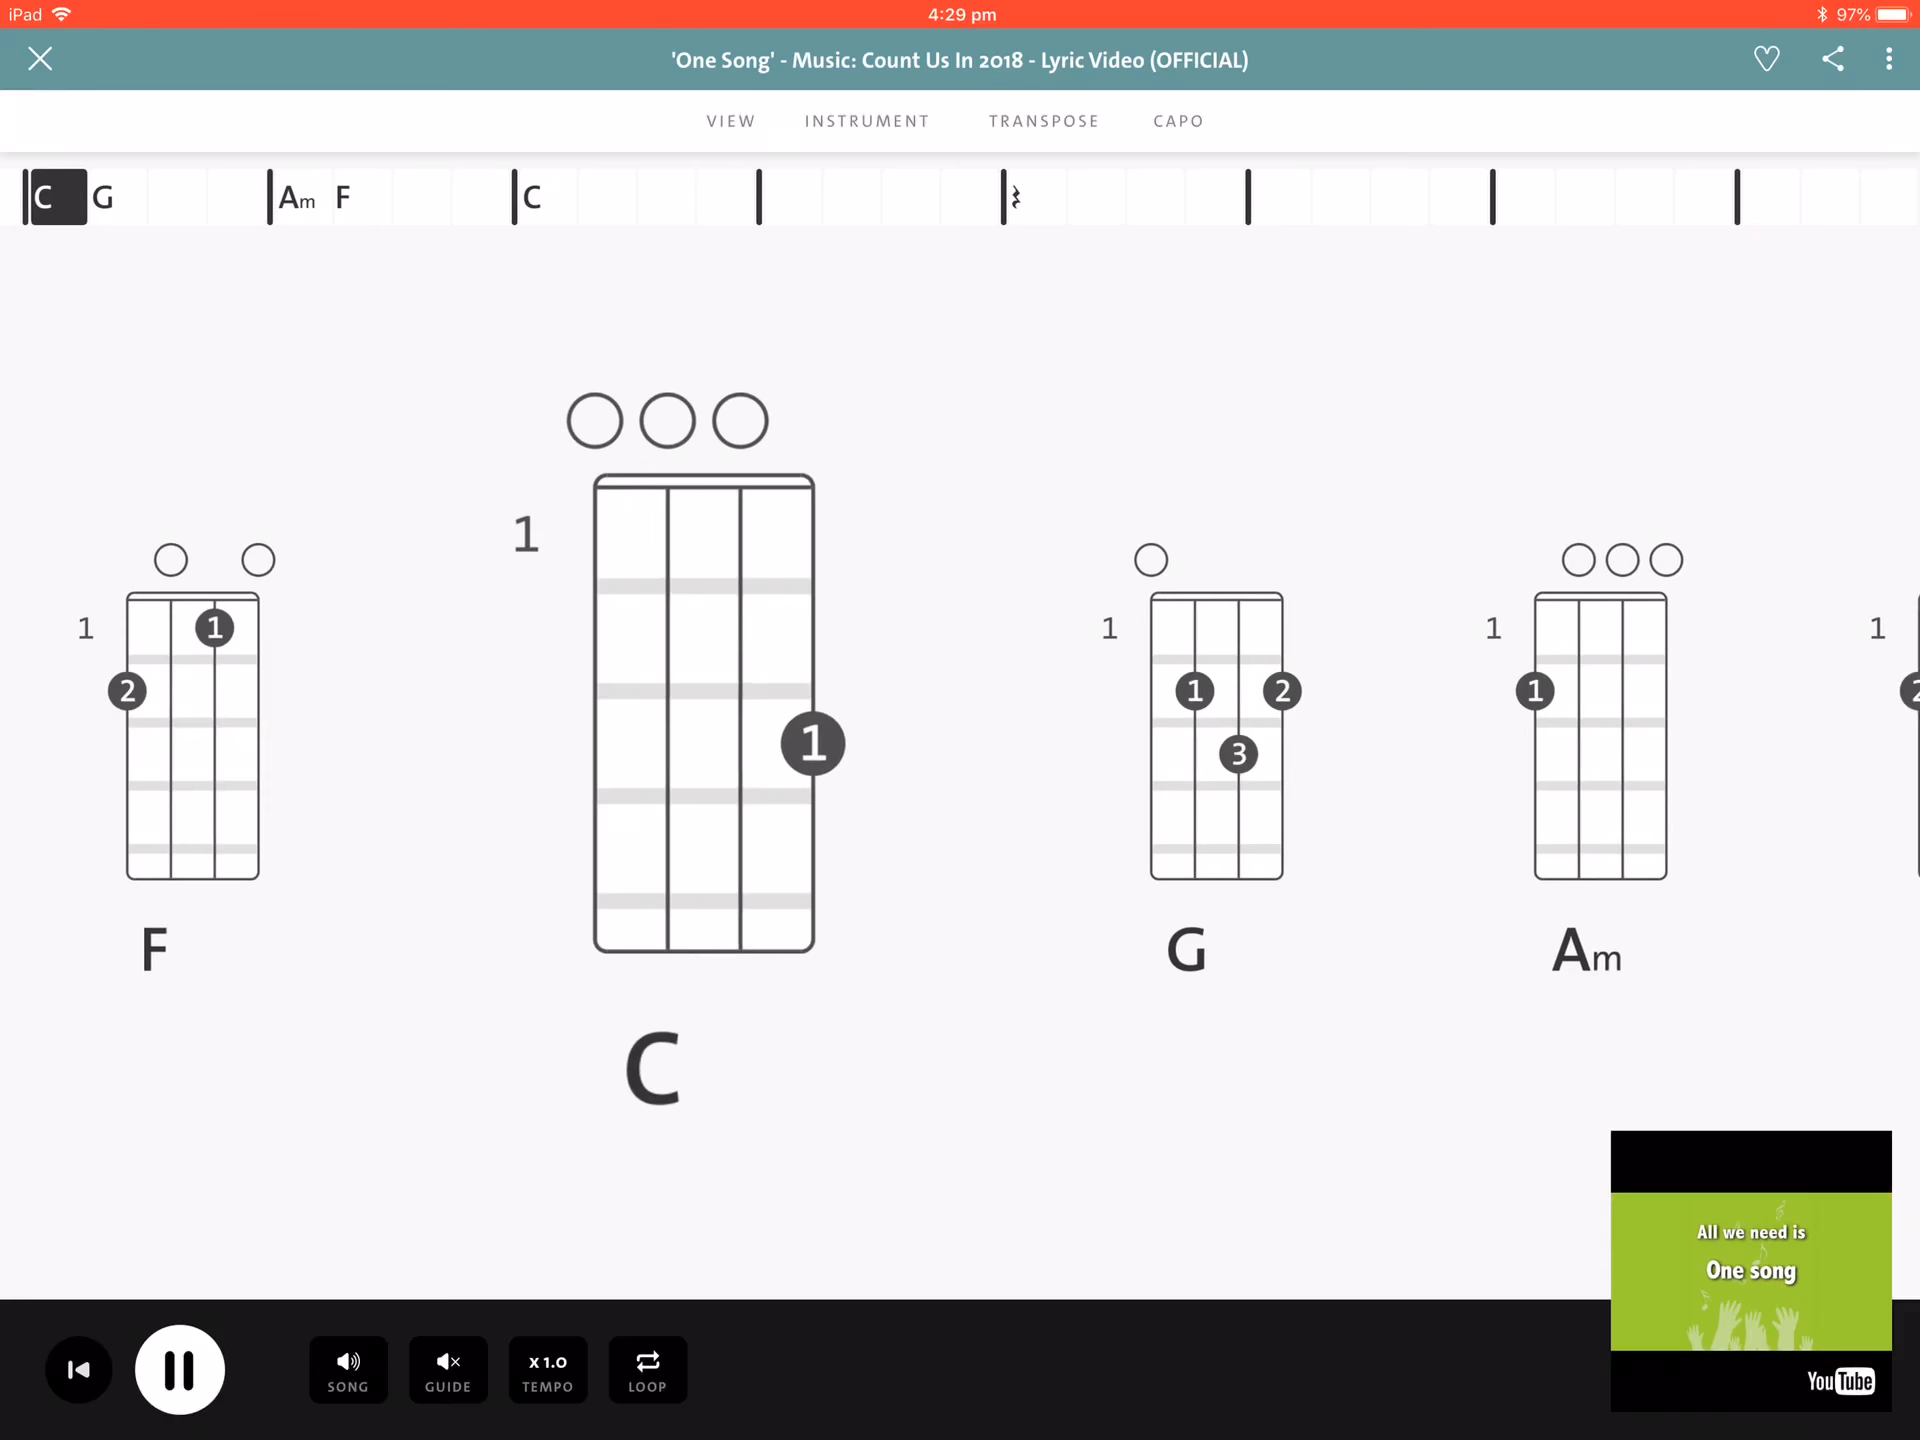 iPad 4:29 pm 97%
'One Song' - Music: Count Us In 2018 - Lyric Video (OFFICIAL)
VIEW INSTRUMENT TRANSPOSE CAPO
C G Am F C
1
1 1 1 1 1
2 1 2 1 2
1
3
F G Am
C
All we need is
One song
x 1.0
SONG GUIDE TEMPO LOOP
YouTube